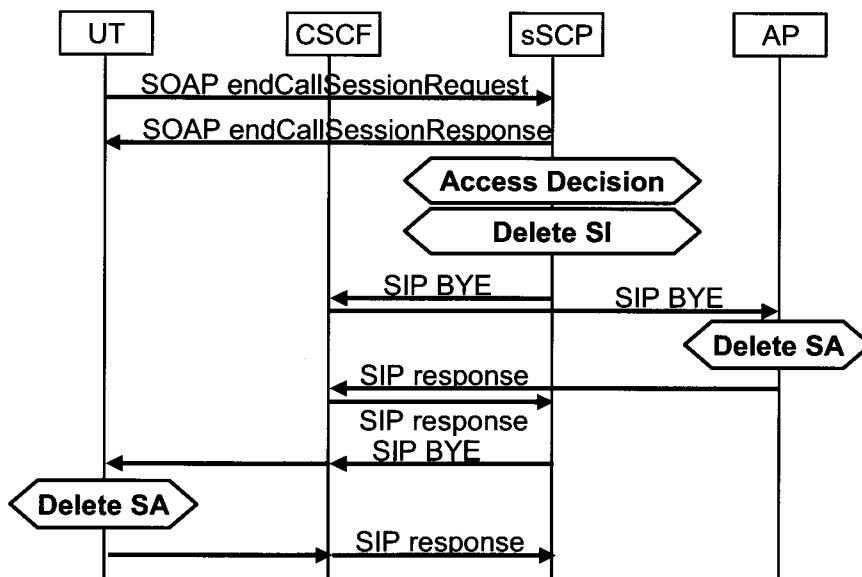 UT CSCF sSCP AP
SOAP endCallSessionRequest
SOAP endCallSessionResponse
Access Decision
Delete SI
SIP BYE
SIP BYE
Delete SA
SIP response
SIP response
SIP BYE
Delete SA
SIP response